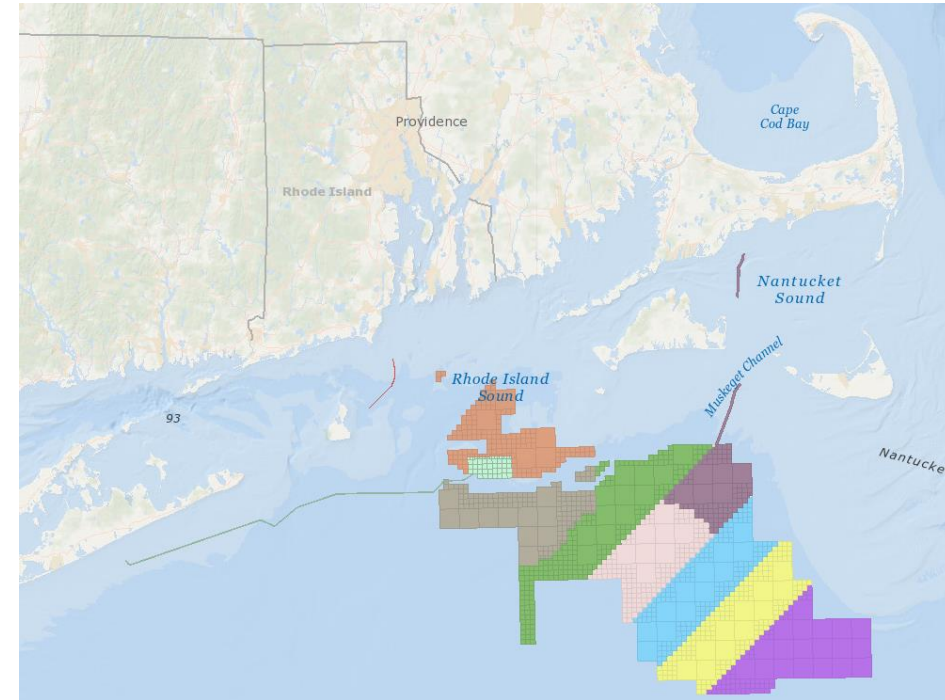 Cape
Cod Bay
Providence
Rhode Island
Nantucket
Sound
Muskeget Channel
Rhode Island
Sound
93
Nantucke